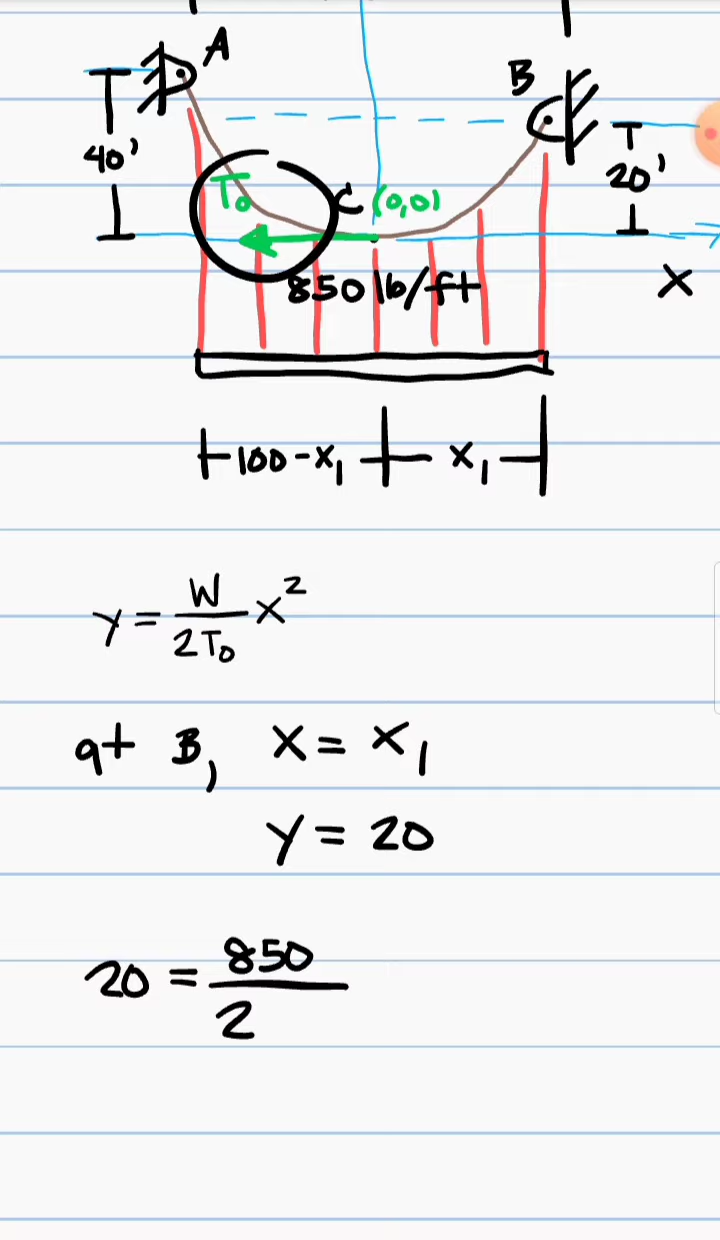 A
B
40'
20'
T₀ C (0,0)
850 lb/ft
X
100-x₁ x₁
y = W/2T₀ x²
at B, x = x₁
y = 20
20 = 850/2